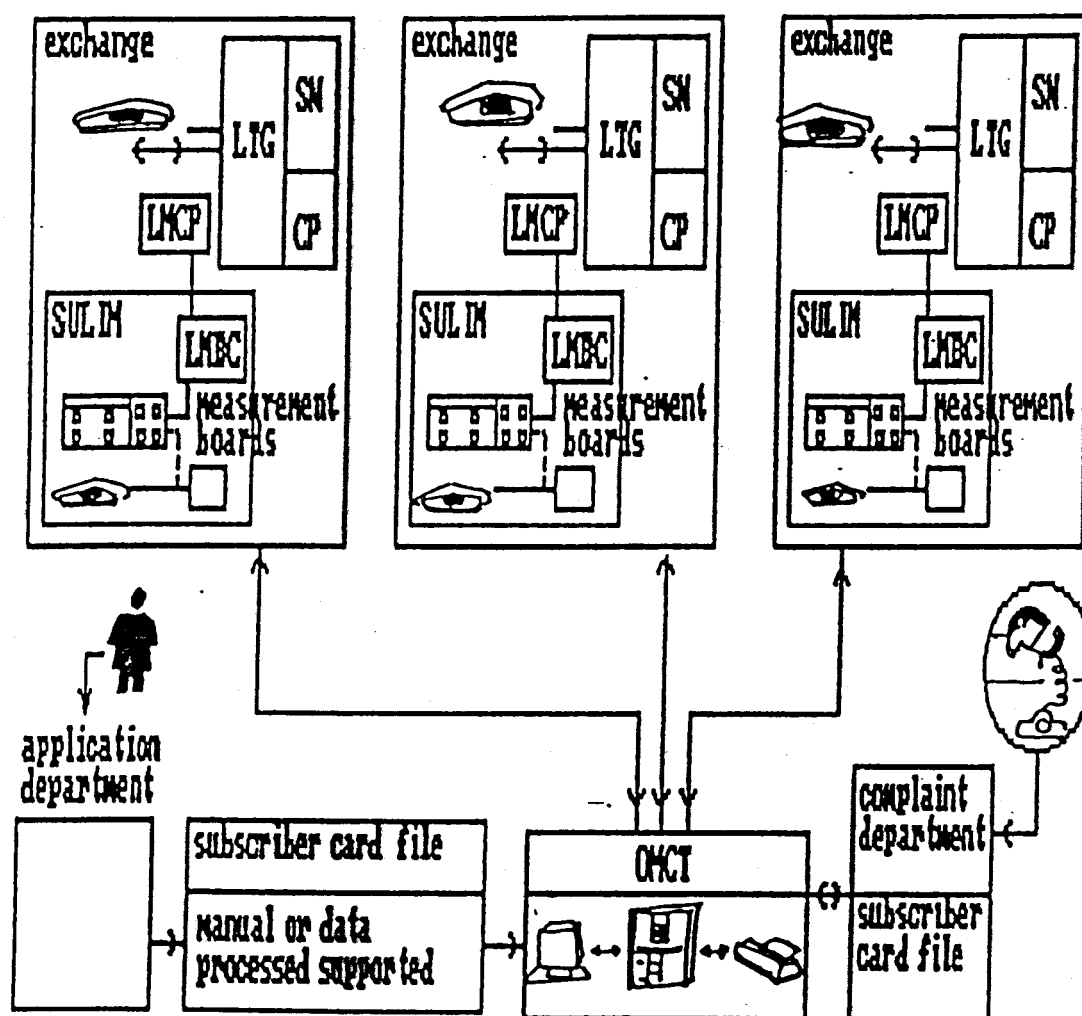 exchange
SN
LTG
LMCP
CP
SULIM
LMBC
measurement
boards
exchange
SN
LTG
LMCP
CP
SULIM
LMBC
measurement
boards
exchange
SN
LTG
LMCP
CP
SULIM
LMBC
measurement
boards
application
department
subscriber card file
manual or data
processed supported
OMCT
complaint
department
subscriber
card file